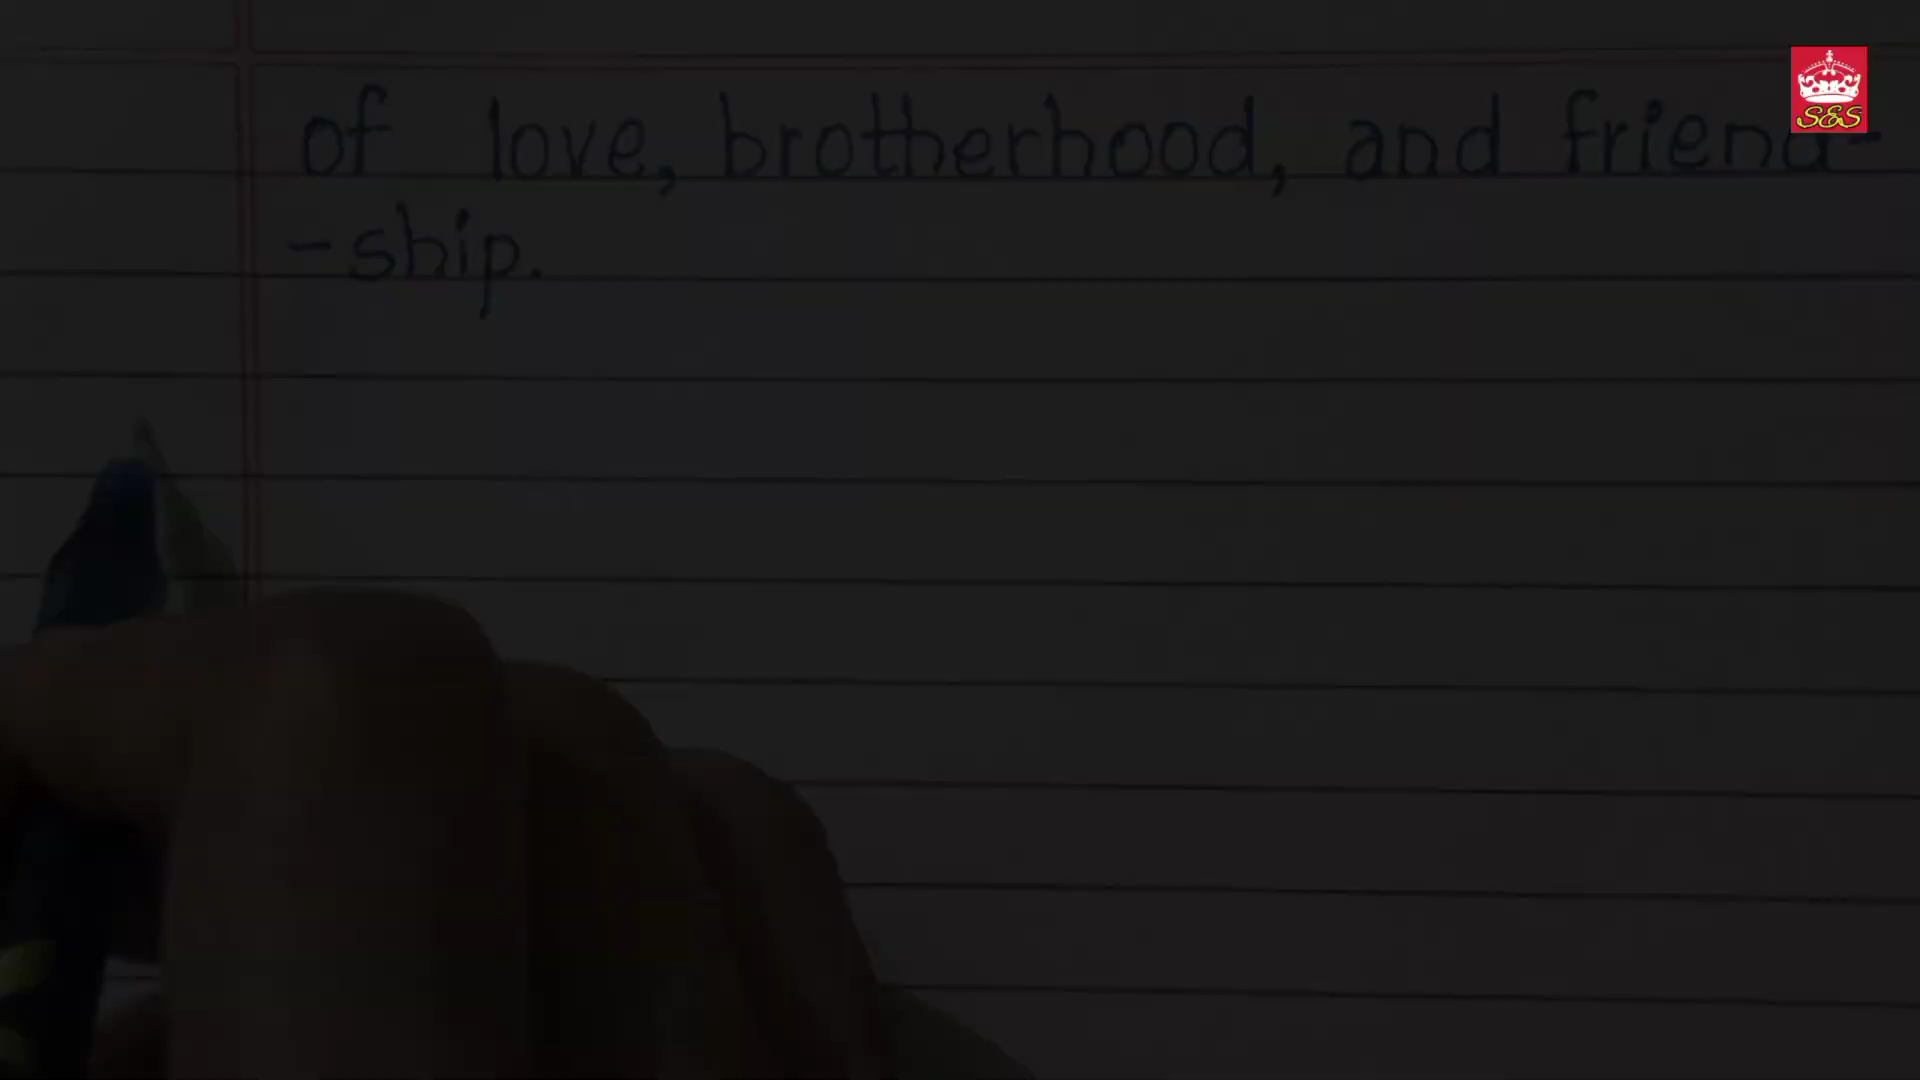 of love, brotherhood, and friend-
-ship.
S&S